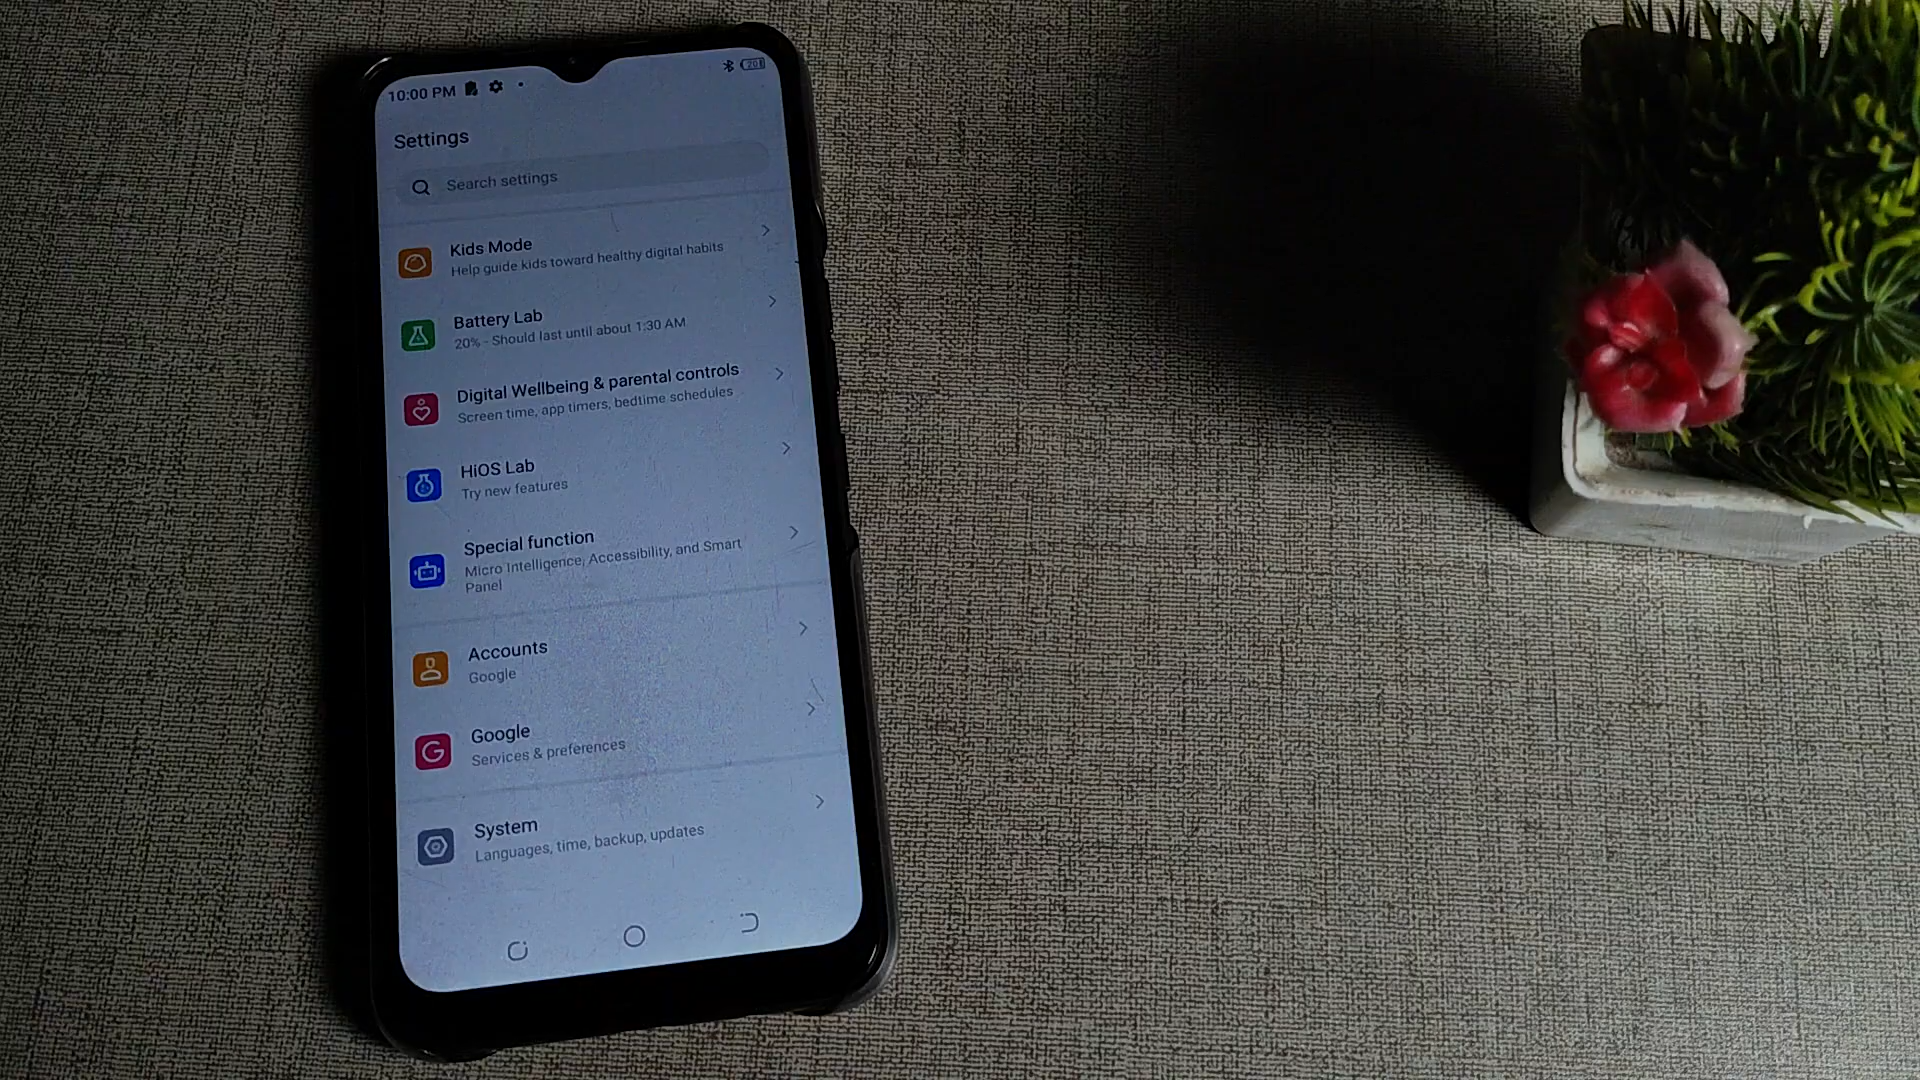 10:00 PM
20
Settings
Search settings
Kids Mode
Help guide kids toward healthy digital habits
Battery Lab
20% - Should last until about 1:30 AM
Digital Wellbeing & parental controls
Screen time, app timers, bedtime schedules
HiOS Lab
Try new features
Special function
Micro Intelligence, Accessibility, and Smart
Panel
Accounts
Google
Google
Services & preferences
System
Languages, time, backup, updates